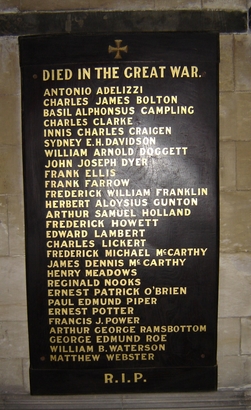 DIED IN THE GREAT WAR.
ANTONIO ADELIZZI
CHARLES JAMES BOLTON
BASIL ALPHONSUS CAMPLING
CHARLES CLARKE
INNIS CHARLES CRAIGEN
SYDNEY E.H. DAVIDSON
WILLIAM ARNOLD DOGGETT
JOHN JOSEPH DYER
FRANK ELLIS
FRANK FARROW
FREDERICK WILLIAM FRANKLIN
HERBERT ALOYSIUS GUNTON
ARTHUR SAMUEL HOLLAND
FREDERICK HOWETT
EDWARD LAMBERT
CHARLES LICKERT
FREDERICK MICHAEL McCARTHY
JAMES DENNIS McCARTHY
HENRY MEADOWS
REGINALD NOOKS
ERNEST PATRICK O'BRIEN
PAUL EDMUND PIPER
ERNEST POTTER
FRANCIS J. POWER
ARTHUR GEORGE RAMSBOTTOM
GEORGE EDMUND ROE
WILLIAM B. WATERSON
MATTHEW WEBSTER
R.I.P.